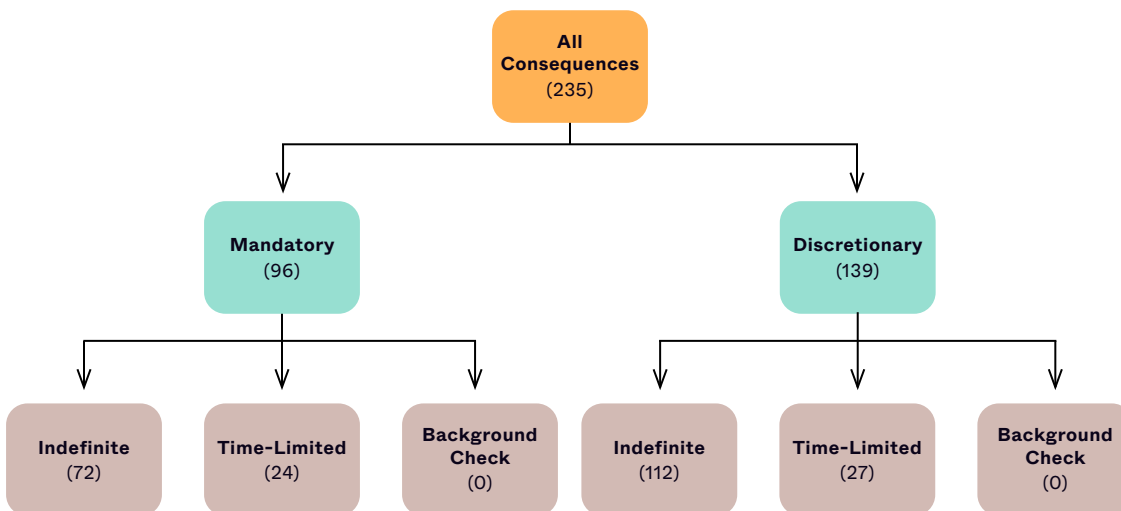 All
Consequences
(235)
Mandatory
(96)
Discretionary
(139)
Indefinite
(72)
Time-Limited
(24)
Background
Check
(0)
Indefinite
(112)
Time-Limited
(27)
Background
Check
(0)